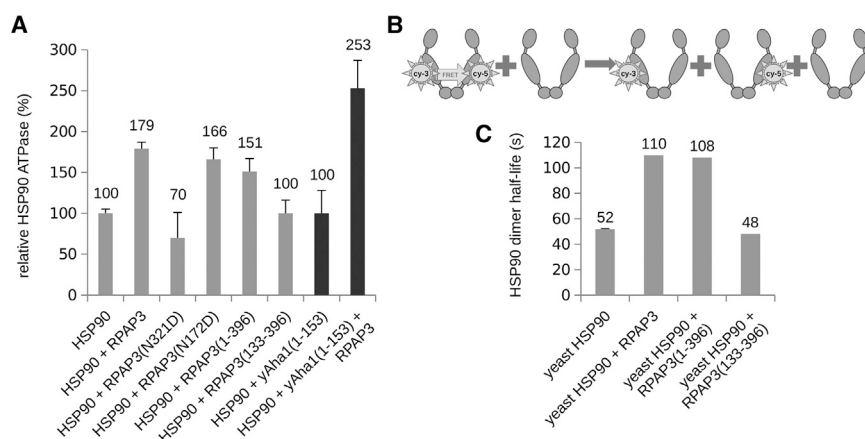 A
relative HSP90 ATPase (%)
300
250
200
150
100
50
0
100
179
70
166
151
100
100
253
HSP90
HSP90 + RPAP3
HSP90 + RPAP3(N321D)
HSP90 + RPAP3(N172D)
HSP90 + RPAP3(1-396)
HSP90 + RPAP3(133-396)
HSP90 + yAha1(1-153)
HSP90 + yAha1(1-153) +
RPAP3
B
cy-3
FRET
cy-5
cy-3
cy-5
C
HSP90 dimer half-life (s)
120
100
80
60
40
20
0
52
110
108
48
yeast HSP90
yeast HSP90 + RPAP3
yeast HSP90 +
RPAP3(1-396)
yeast HSP90 +
RPAP3(133-396)